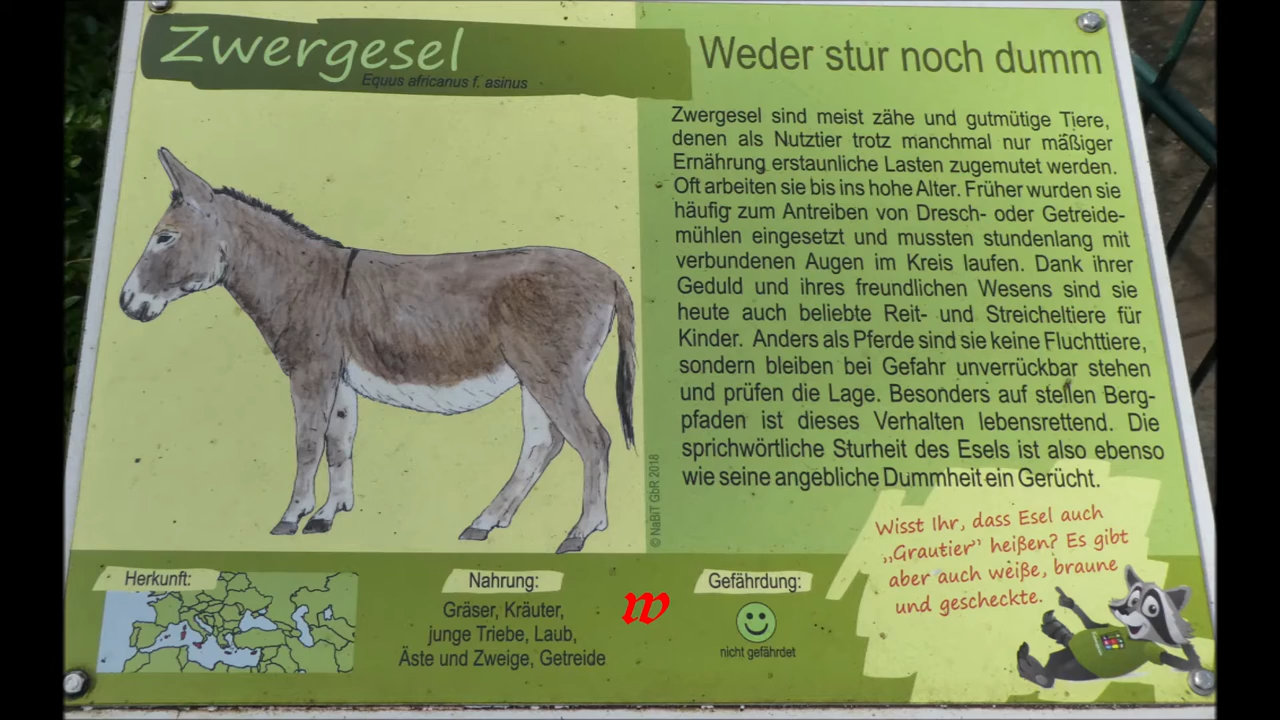 Zwergesel
Equus africanus f. asinus
Weder stur noch dumm
Zwergesel sind meist zähe und gutmütige Tiere,
denen als Nutztier trotz manchmal nur mäßiger
Ernährung erstaunliche Lasten zugemutet werden.
Oft arbeiten sie bis ins hohe Alter. Früher wurden sie
häufig zum Antreiben von Dresch- oder Getreide-
mühlen eingesetzt und mussten stundenlang mit
verbundenen Augen im Kreis laufen. Dank ihrer
Geduld und ihres freundlichen Wesens sind sie
heute auch beliebte Reit- und Streicheltiere für
Kinder. Anders als Pferde sind sie keine Fluchttiere,
sondern bleiben bei Gefahr unverrückbar stehen
und prüfen die Lage. Besonders auf steilen Berg-
pfaden ist dieses Verhalten lebensrettend. Die
sprichwörtliche Sturheit des Esels ist also ebenso
wie seine angebliche Dummheit ein Gerücht.
© NaBiT GbR 2018
Wisst Ihr, dass Esel auch
„Grautier” heißen? Es gibt
aber auch weiße, braune
und gescheckte.
Herkunft:
Nahrung:
Gräser, Kräuter,
junge Triebe, Laub,
Äste und Zweige, Getreide
w
Gefährdung:
nicht gefährdet